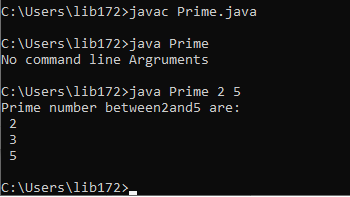 C:\Users\lib172>javac Prime.java
C:\Users\lib172>java Prime
No command line Argruments
C:\Users\lib172>java Prime 2 5
Prime number between2and5 are:
2
3
5
C:\Users\lib172>